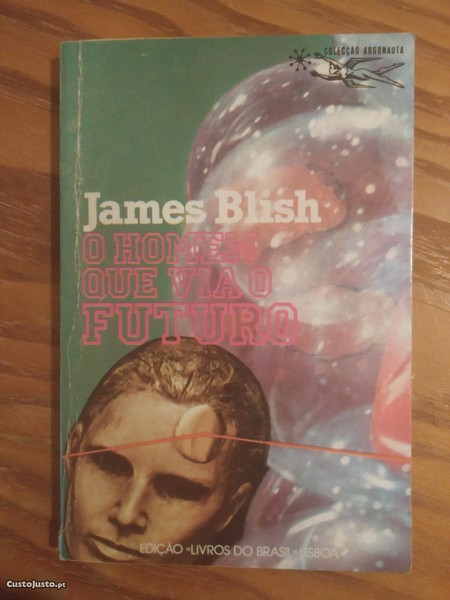 COLECÇÃO ARGONAUTA
James Blish
O HOMEM
QUE VIA O
FUTURO
EDIÇÃO «LIVROS DO BRASIL» LISBOA
CustoJusto.pt